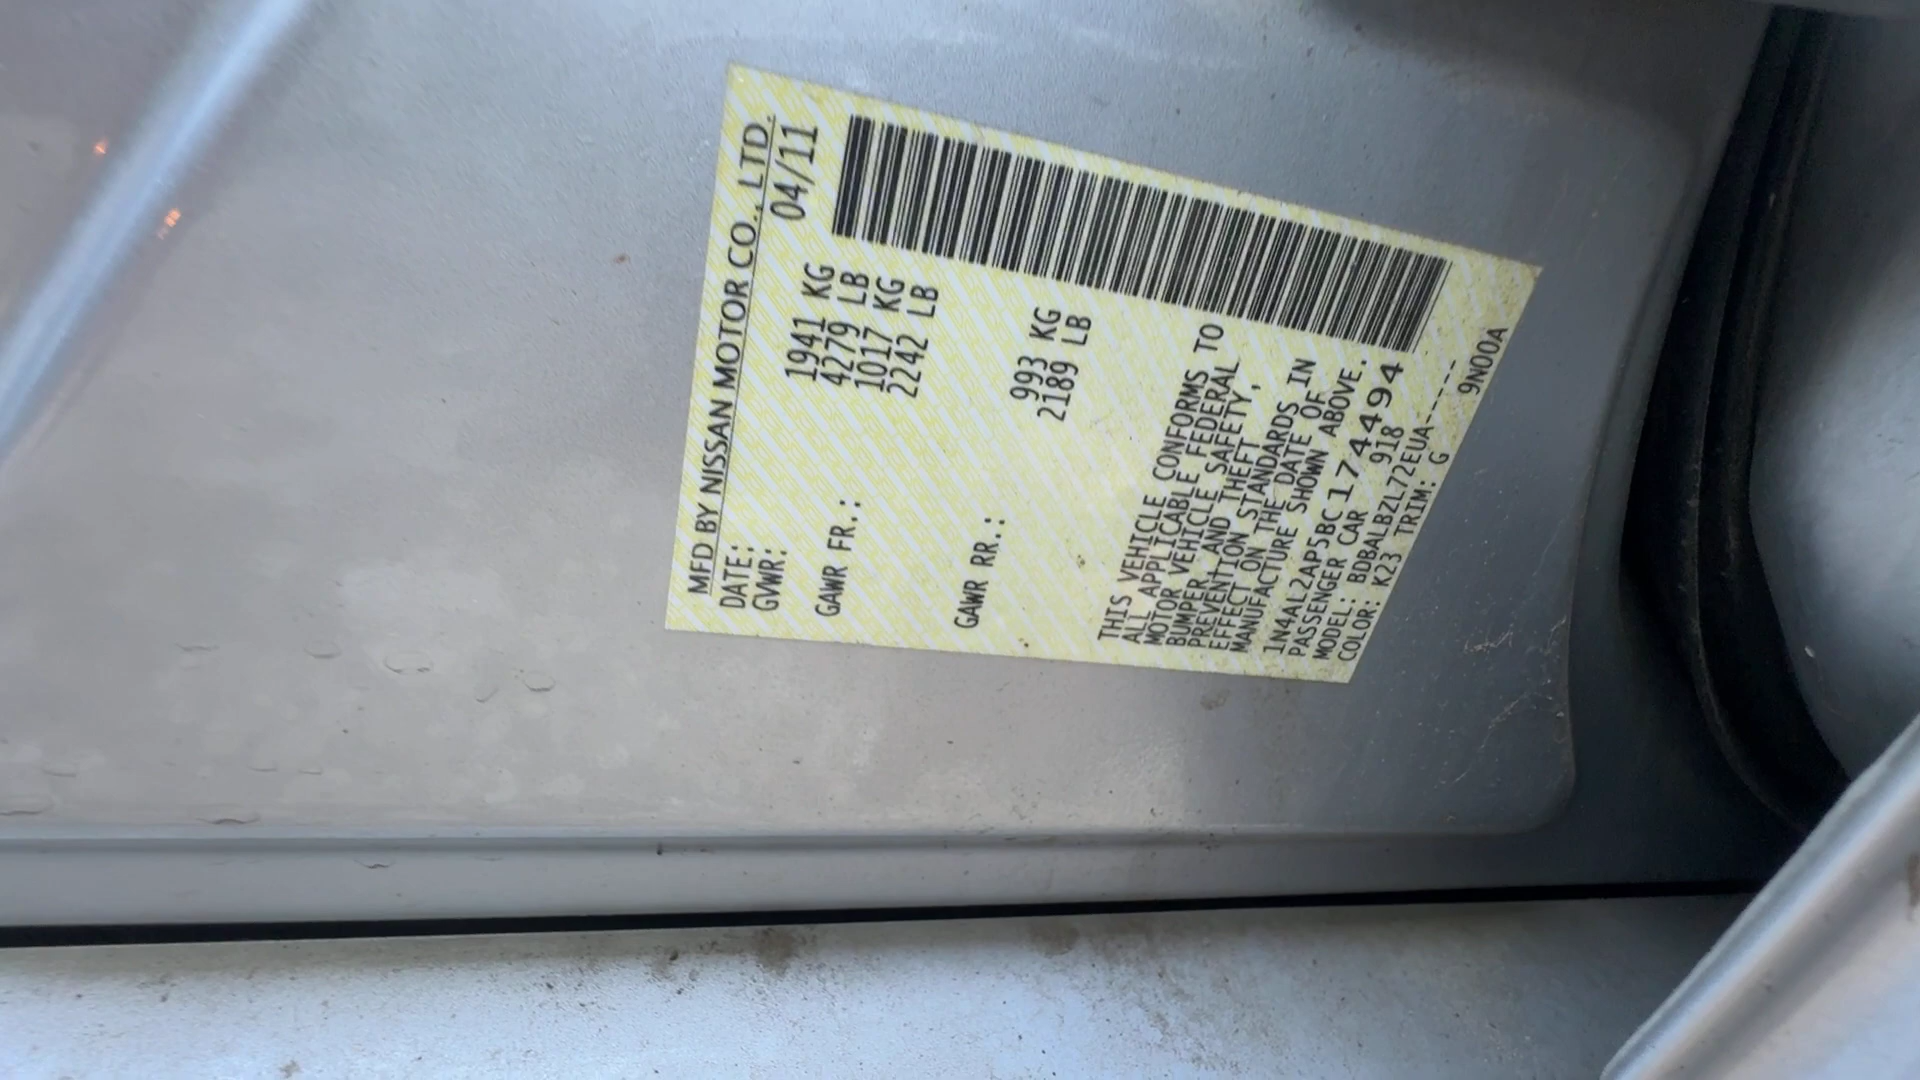 MFD BY NISSAN MOTOR CO., LTD.
DATE: 04/11
GVWR: 1941 KG
4279 LB
GAWR FR.: 1017 KG
2242 LB
GAWR RR.: 993 KG
2189 LB
THIS VEHICLE CONFORMS TO
ALL APPLICABLE FEDERAL
MOTOR VEHICLE SAFETY,
BUMPER, AND THEFT
PREVENTION STANDARDS IN
EFFECT ON THE DATE OF
MANUFACTURE SHOWN ABOVE.
1N4AL2AP5BC174494
PASSENGER CAR 918
MODEL: BDBALBZL72EUA-----
COLOR: K23 TRIM: G 9N00A